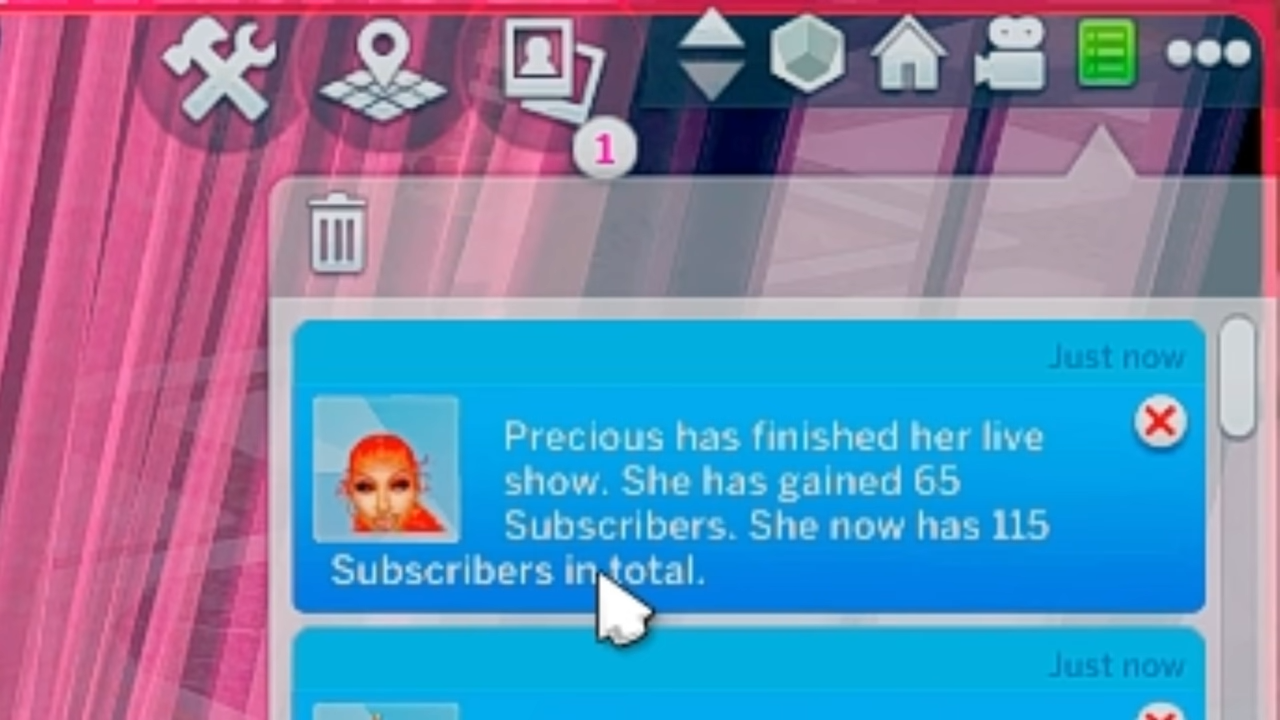 1
Just now
Precious has finished her live
show. She has gained 65
Subscribers. She now has 115
Subscribers in total.
Just now